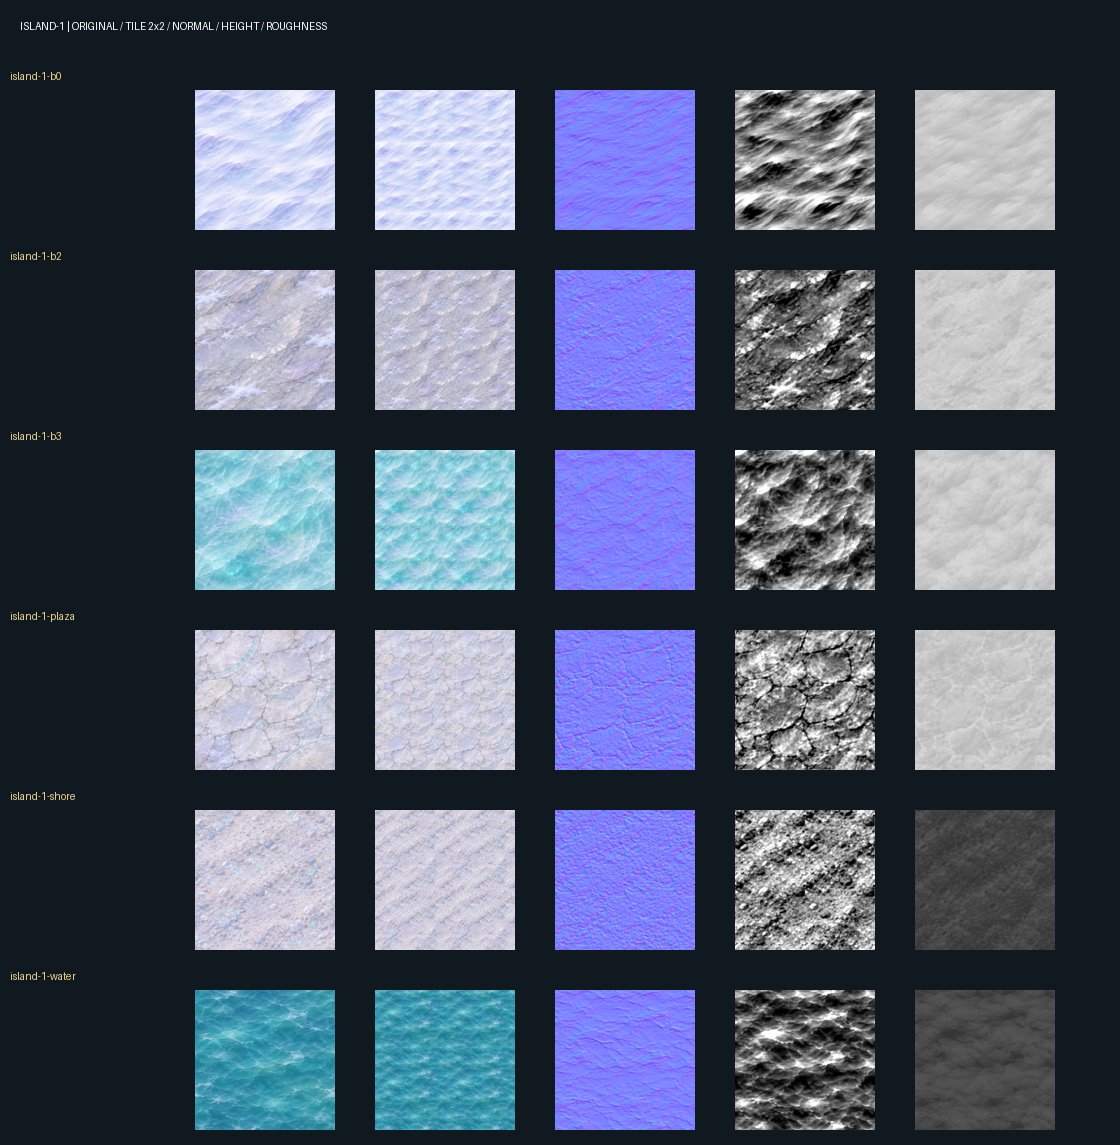 ISLAND-1 | ORIGINAL / TILE 2x2 / NORMAL / HEIGHT / ROUGHNESS
island-1-b0
island-1-b2
island-1-b3
island-1-plaza
island-1-shore
island-1-water